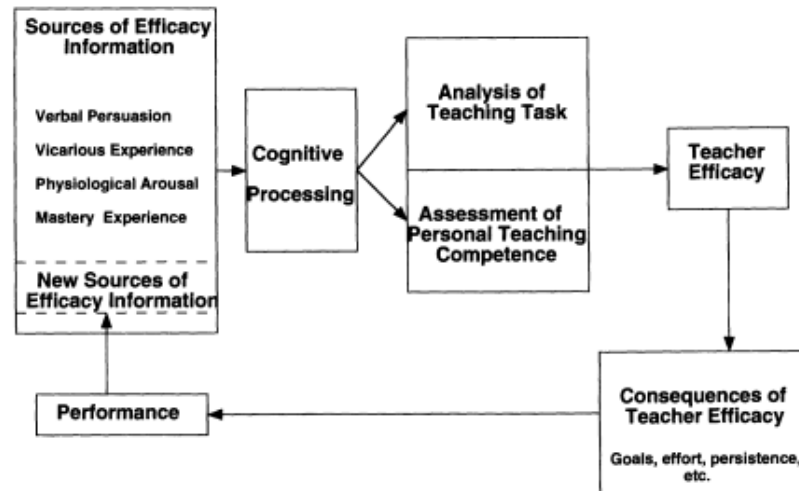 Sources of Efficacy
Information
Verbal Persuasion
Vicarious Experience
Physiological Arousal
Mastery Experience
New Sources of
Efficacy Information
Cognitive
Processing
Analysis of
Teaching Task
Assessment of
Personal Teaching
Competence
Teacher
Efficacy
Consequences of
Teacher Efficacy
Goals, effort, persistence,
etc.
Performance